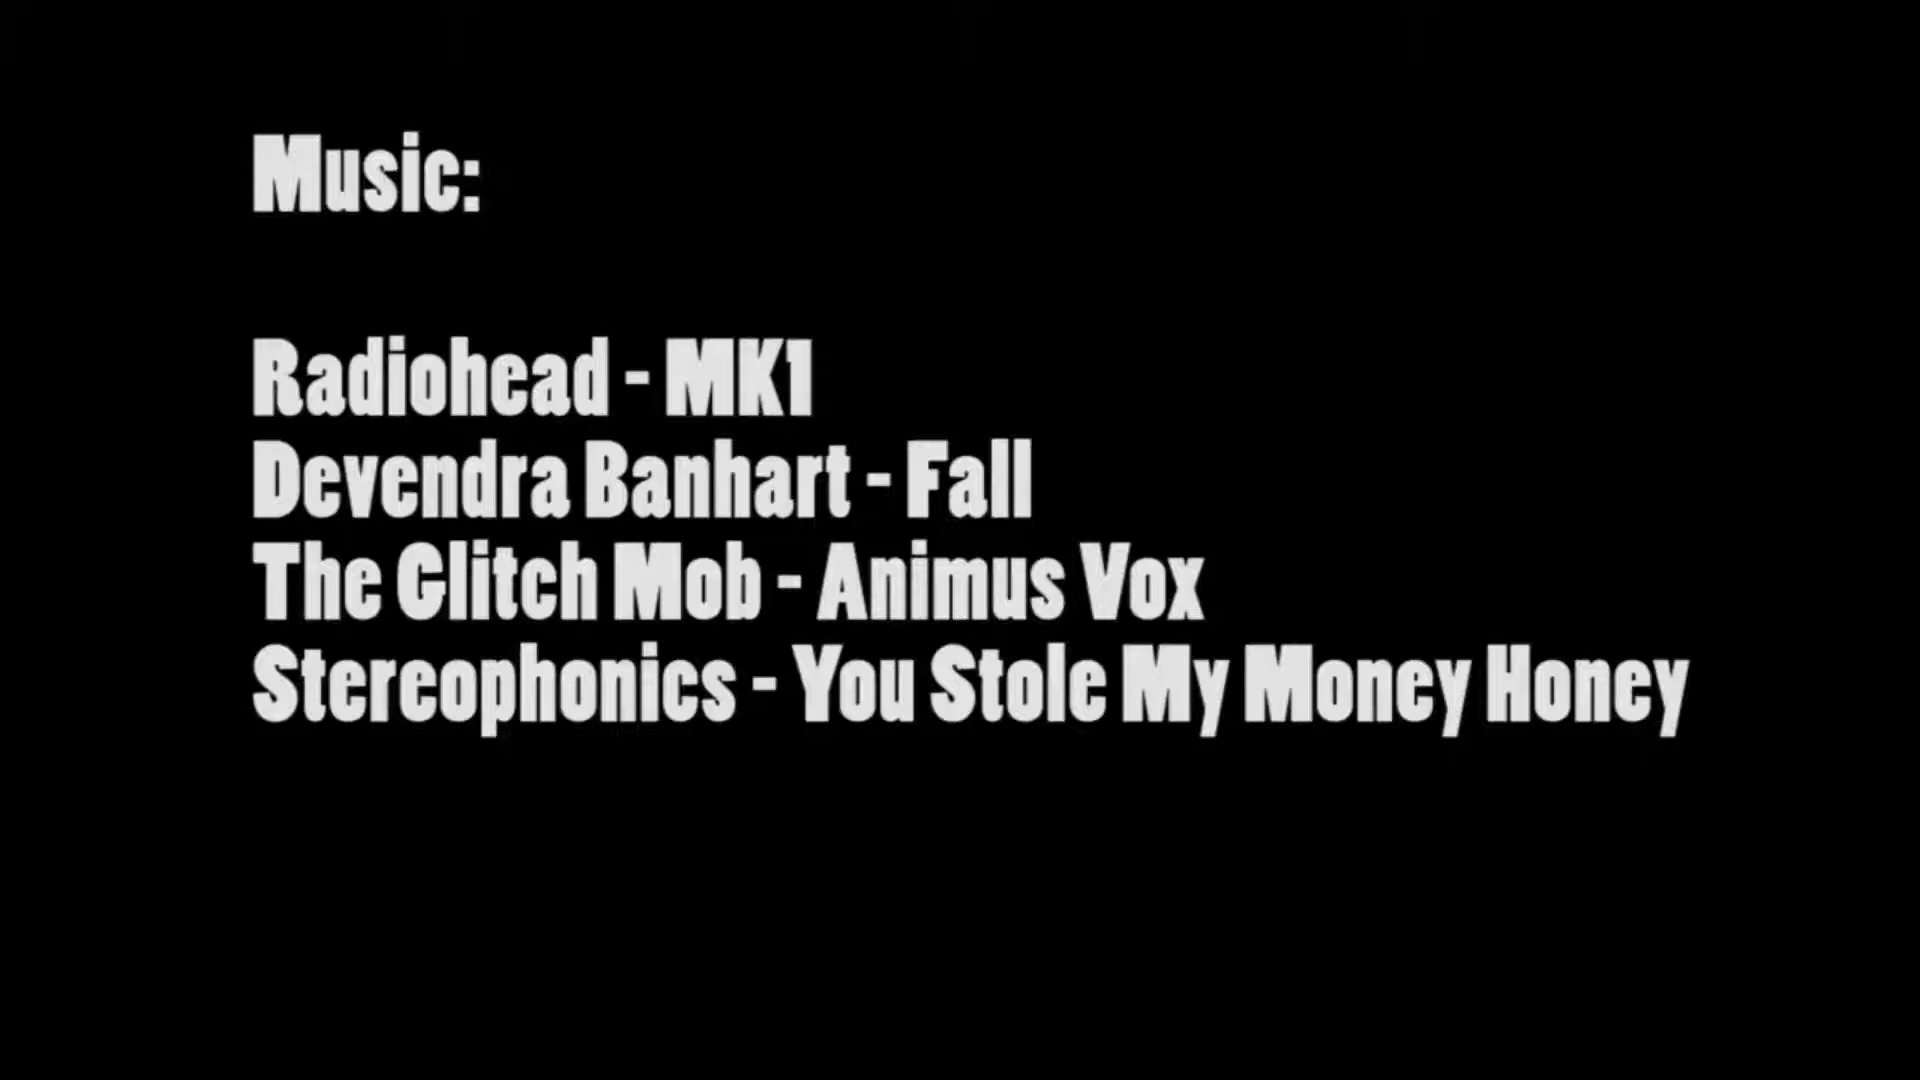 Music:
Radiohead - MK1
Devendra Banhart - Fall
The Glitch Mob - Animus Vox
Stereophonics - You Stole My Money Honey